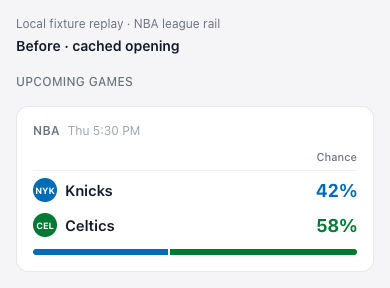 Local fixture replay · NBA league rail
Before · cached opening
UPCOMING GAMES
NBA Thu 5:30 PM
Chance
NYK Knicks 42%
CEL Celtics 58%